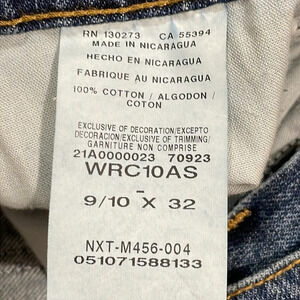 RN 130273 CA 55394
MADE IN NICARAGUA
HECHO EN NICARAGUA
FABRIQUE AU NICARAGUA
100% COTTON / ALGODON /
COTON
EXCLUSIVE OF DECORATION/EXCEPTO
DECORACION/EXCLUSIVE OF TRIMMING/
GARNITURE NON COMPRISE
21A0000023 70923
WRC10AS
-
9/10 X 32
NXT-M456-004
051071588133